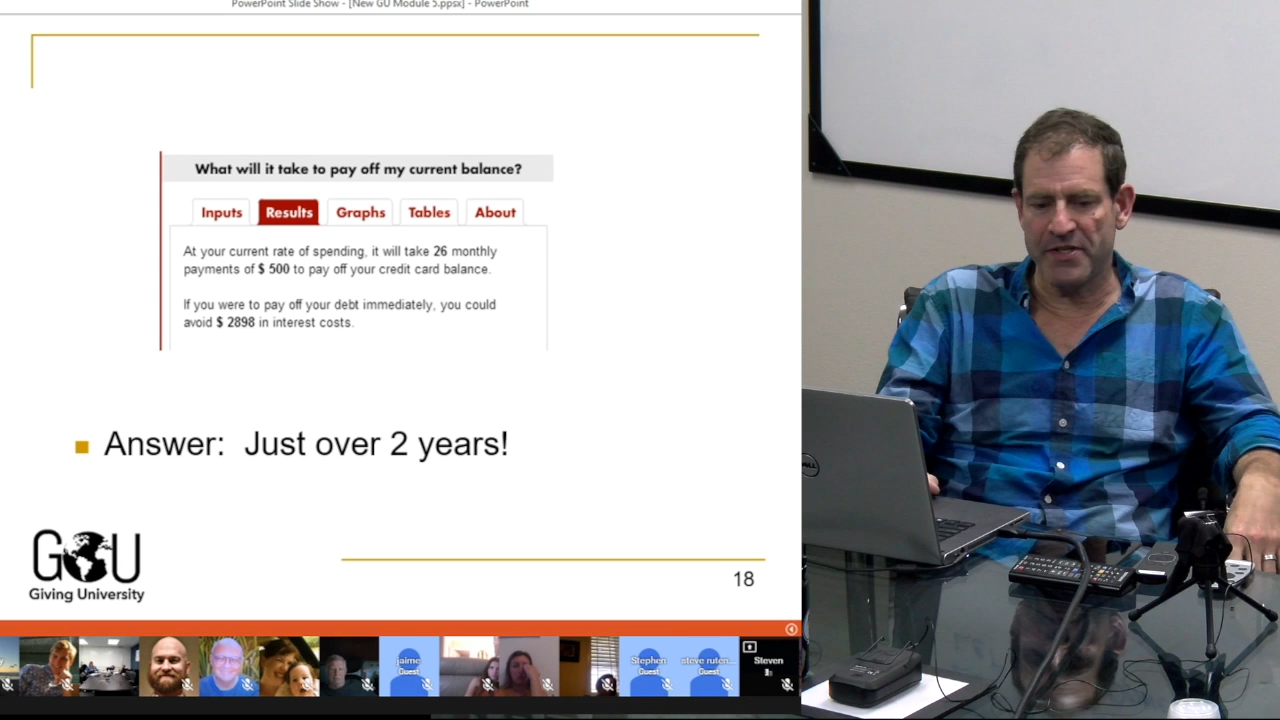 PowerPoint Slide Show - [New GU Module 5.ppsx] - PowerPoint
What will it take to pay off my current balance?
Inputs
Results
Graphs
Tables
About
At your current rate of spending, it will take 26 monthly
payments of $ 500 to pay off your credit card balance.
If you were to pay off your debt immediately, you could
avoid $ 2898 in interest costs.
Answer: Just over 2 years!
GU
Giving University
18
jaime
Guest
Stephen
Guest
steve ruten...
Guest
Steven
DELL